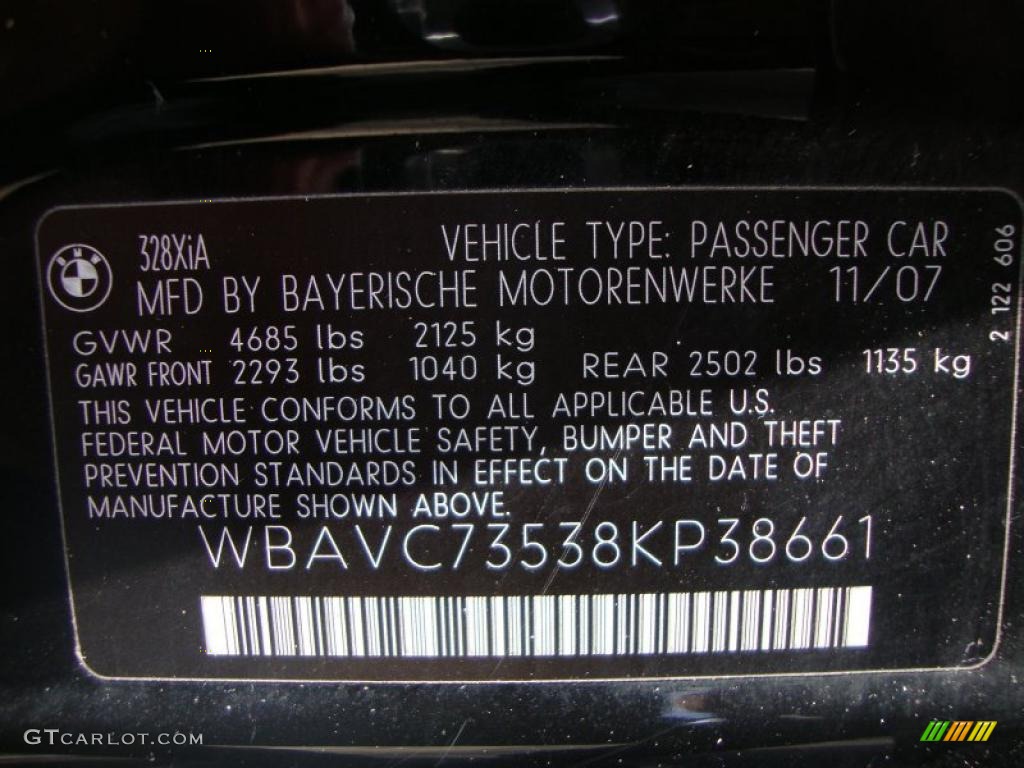 BMW
328XiA VEHICLE TYPE: PASSENGER CAR
MFD BY BAYERISCHE MOTORENWERKE 11/07
GVWR 4685 lbs 2125 kg
GAWR FRONT 2293 lbs 1040 kg REAR 2502 lbs 1135 kg
THIS VEHICLE CONFORMS TO ALL APPLICABLE U.S.
FEDERAL MOTOR VEHICLE SAFETY, BUMPER AND THEFT
PREVENTION STANDARDS IN EFFECT ON THE DATE OF
MANUFACTURE SHOWN ABOVE.
WBAVC73538KP38661
2 122 606
GTCARLOT.COM